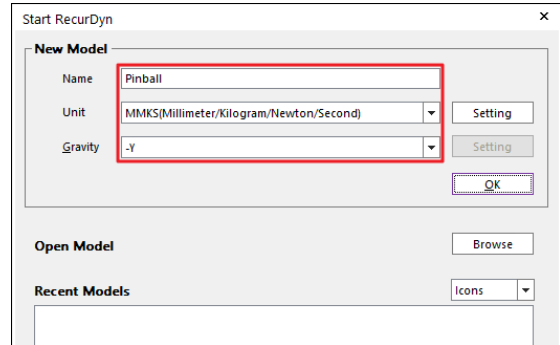 Start RecurDyn
New Model
Name Pinball
Unit MMKS(Millimeter/Kilogram/Newton/Second) Setting
Gravity -Y Setting
OK
Open Model Browse
Recent Models Icons